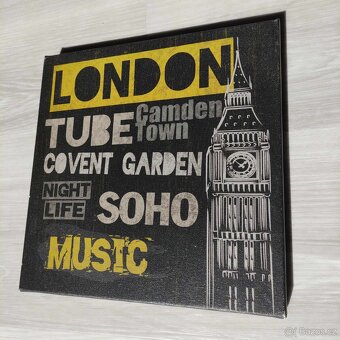 LONDON
TUBE
Camden
Town
COVENT GARDEN
NIGHT
LIFE
SOHO
MUSIC